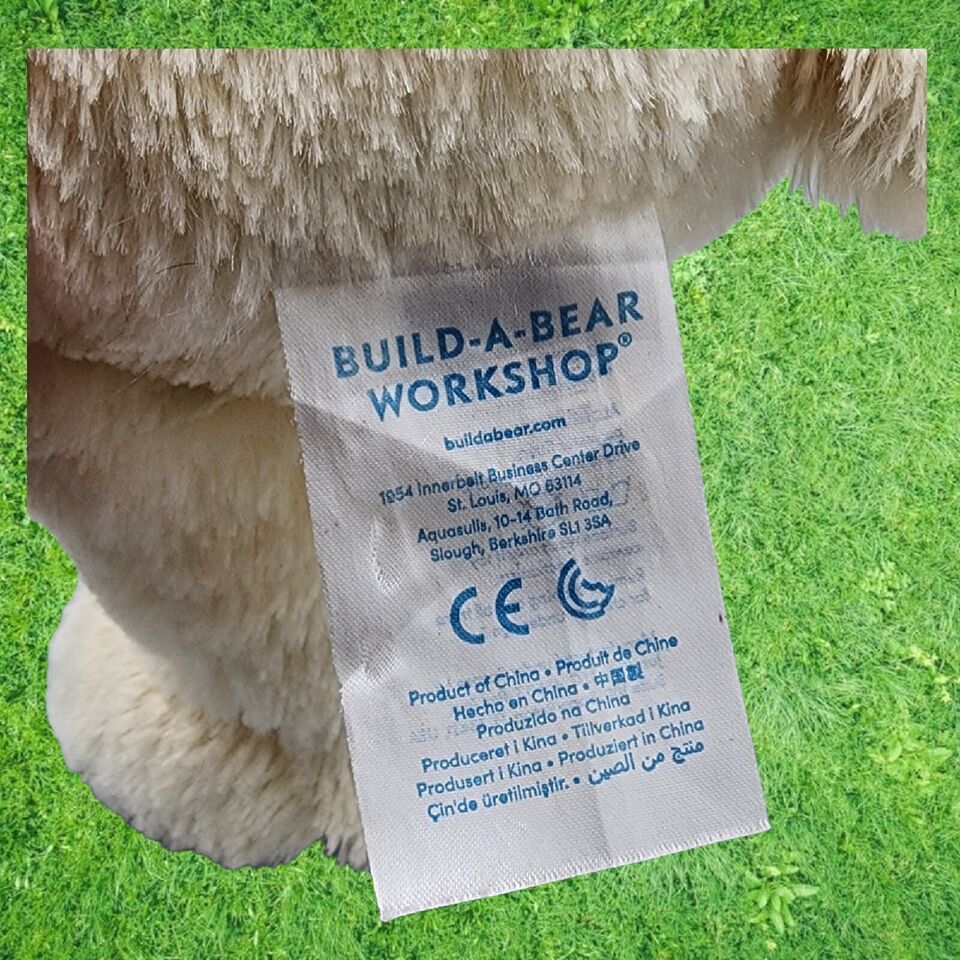 BUILD-A-BEAR
WORKSHOP®
buildabear.com
1954 Innerbelt Business Center Drive
St. Louis, MO 63114
Aquasulis, 10-14 Bath Road,
Slough, Berkshire SL1 3SA
CE
Product of China • Produit de Chine
Hecho en China • 中国製
Produzido na China
Produceret i Kina • Tillverkad i Kina
Produsert i Kina • Produziert in China
Çin'de üretilmiştir. • منتج من الصين